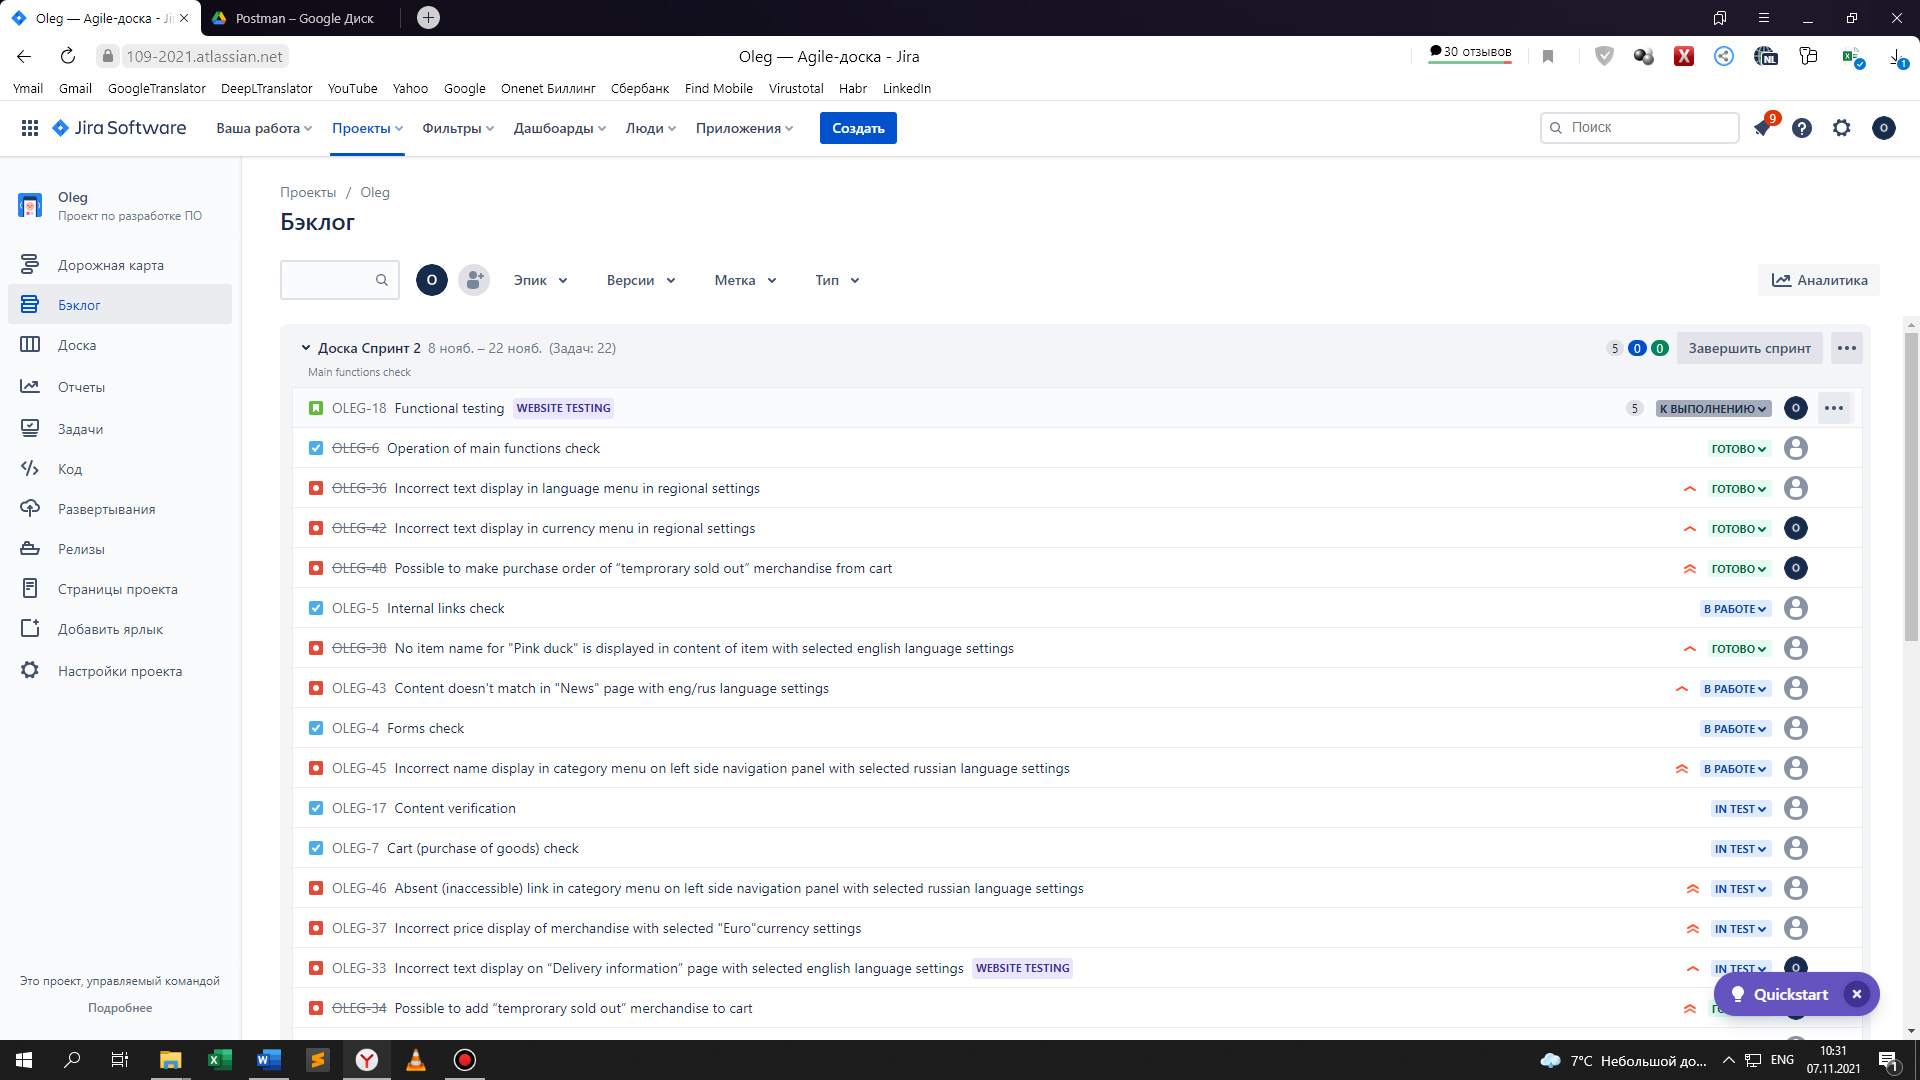 Oleg — Agile-доска - Ji
Postman – Google Диск
109-2021.atlassian.net
Oleg — Agile-доска - Jira
30 отзывов
X
NL
1
Ymail Gmail GoogleTranslator DeepLTranslator YouTube Yahoo Google Onenet Биллинг Сбербанк Find Mobile Virustotal Habr LinkedIn
Jira Software
Ваша работа Проекты Фильтры Дашборды Люди Приложения Создать
Поиск
9
O
Oleg
Проект по разработке ПО
Дорожная карта
Бэклог
Доска
Отчеты
Задачи
Код
Развертывания
Релизы
Страницы проекта
Добавить ярлык
Настройки проекта
Это проект, управляемый командой
Подробнее
Проекты / Oleg
Бэклог
O
Эпик Версии Метка Тип
Аналитика
Доска Спринт 2 8 нояб. – 22 нояб. (Задач: 22)
5 0 0 Завершить спринт
Main functions check
OLEG-18 Functional testing WEBSITE TESTING 5 К ВЫПОЛНЕНИЮ O
OLEG-6 Operation of main functions check ГОТОВО
OLEG-36 Incorrect text display in language menu in regional settings ГОТОВО
OLEG-42 Incorrect text display in currency menu in regional settings ГОТОВО O
OLEG-48 Possible to make purchase order of “temprorary sold out” merchandise from cart ГОТОВО O
OLEG-5 Internal links check В РАБОТЕ
OLEG-38 No item name for "Pink duck" is displayed in content of item with selected english language settings ГОТОВО
OLEG-43 Content doesn't match in "News" page with eng/rus language settings В РАБОТЕ
OLEG-4 Forms check В РАБОТЕ
OLEG-45 Incorrect name display in category menu on left side navigation panel with selected russian language settings В РАБОТЕ
OLEG-17 Content verification IN TEST
OLEG-7 Cart (purchase of goods) check IN TEST
OLEG-46 Absent (inaccessible) link in category menu on left side navigation panel with selected russian language settings IN TEST
OLEG-37 Incorrect price display of merchandise with selected "Euro"currency settings IN TEST
OLEG-33 Incorrect text display on “Delivery information” page with selected english language settings WEBSITE TESTING IN TEST O
OLEG-34 Possible to add “temprorary sold out” merchandise to cart
Quickstart
7°C Небольшой до...
ENG
10:31
07.11.2021
1